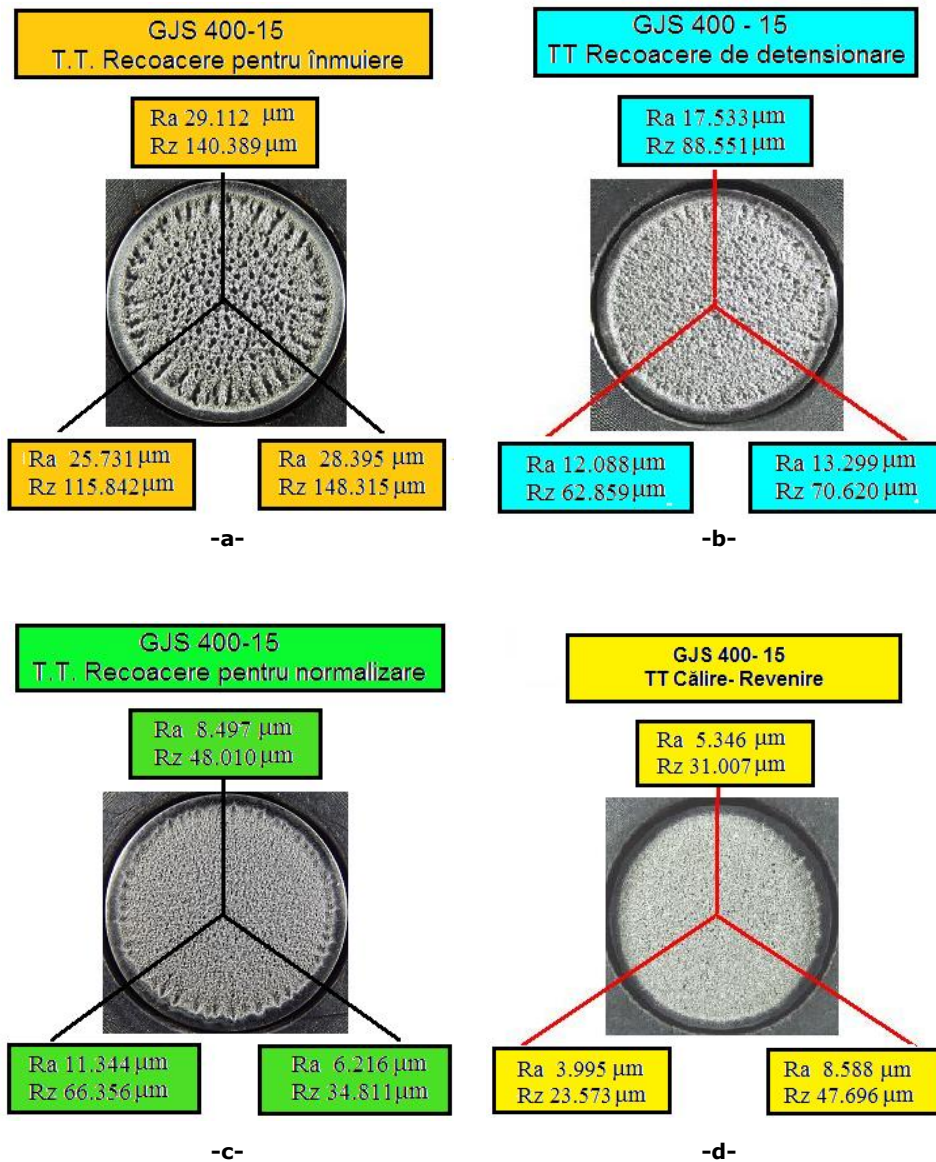 GJS 400-15
T.T. Recoacere pentru înmuiere
Ra 29.112 μm
Rz 140.389 μm
Ra 25.731 μm
Rz 115.842 μm
Ra 28.395 μm
Rz 148.315 μm
-a-
GJS 400 - 15
TT Recoacere de detensionare
Ra 17.533 μm
Rz 88.551 μm
Ra 12.088 μm
Rz 62.859 μm
Ra 13.299 μm
Rz 70.620 μm
-b-
GJS 400-15
T.T. Recoacere pentru normalizare
Ra 8.497 μm
Rz 48.010 μm
Ra 11.344 μm
Rz 66.356 μm
Ra 6.216 μm
Rz 34.811 μm
-c-
GJS 400- 15
TT Călire- Revenire
Ra 5.346 μm
Rz 31.007 μm
Ra 3.995 μm
Rz 23.573 μm
Ra 8.588 μm
Rz 47.696 μm
-d-